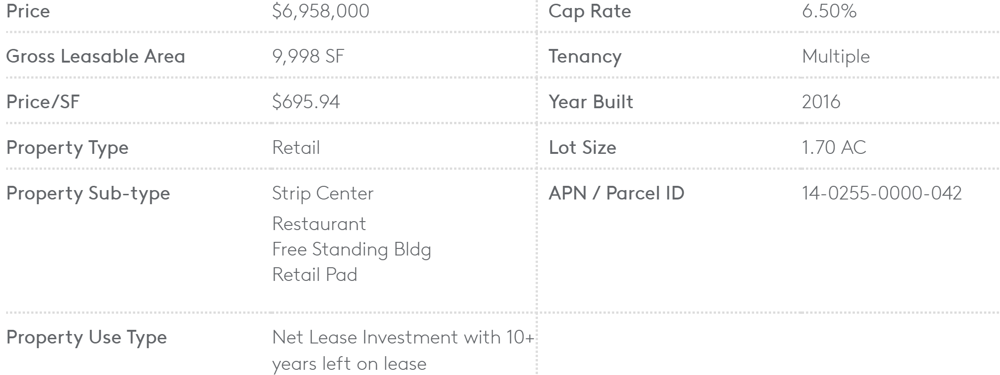 Price $6,958,000 Cap Rate 6.50%
Gross Leasable Area 9,998 SF Tenancy Multiple
Price/SF $695.94 Year Built 2016
Property Type Retail Lot Size 1.70 AC
Property Sub-type Strip Center APN / Parcel ID 14-0255-0000-042
Restaurant
Free Standing Bldg
Retail Pad
Property Use Type Net Lease Investment with 10+
years left on lease